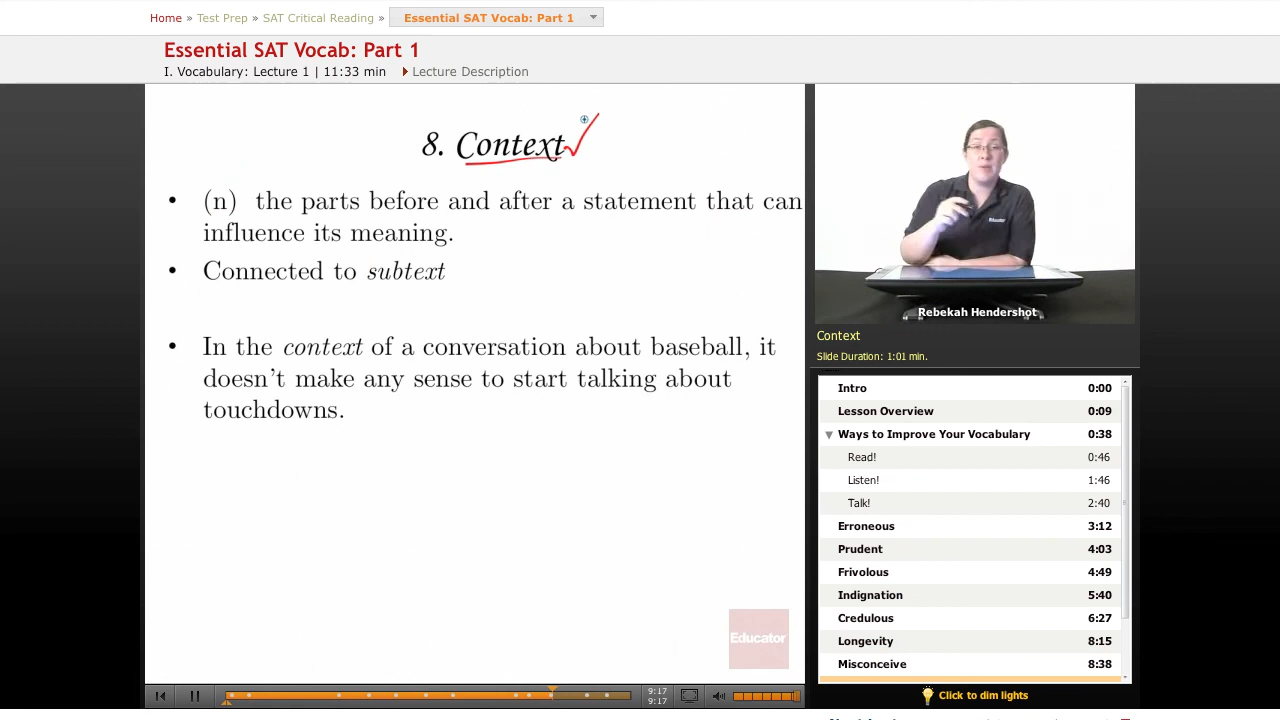 Home » Test Prep » SAT Critical Reading » Essential SAT Vocab: Part 1
Essential SAT Vocab: Part 1
I. Vocabulary: Lecture 1 | 11:33 min Lecture Description
8. Context
• (n) the parts before and after a statement that can
influence its meaning.
• Connected to subtext
• In the context of a conversation about baseball, it
doesn't make any sense to start talking about
touchdowns.
Educator
Rebekah Hendershot
Context
Slide Duration: 1:01 min.
Intro 0:00
Lesson Overview 0:09
Ways to Improve Your Vocabulary 0:38
Read! 0:46
Listen! 1:46
Talk! 2:40
Erroneous 3:12
Prudent 4:03
Frivolous 4:49
Indignation 5:40
Credulous 6:27
Longevity 8:15
Misconceive 8:38
9:17
9:17
Click to dim lights